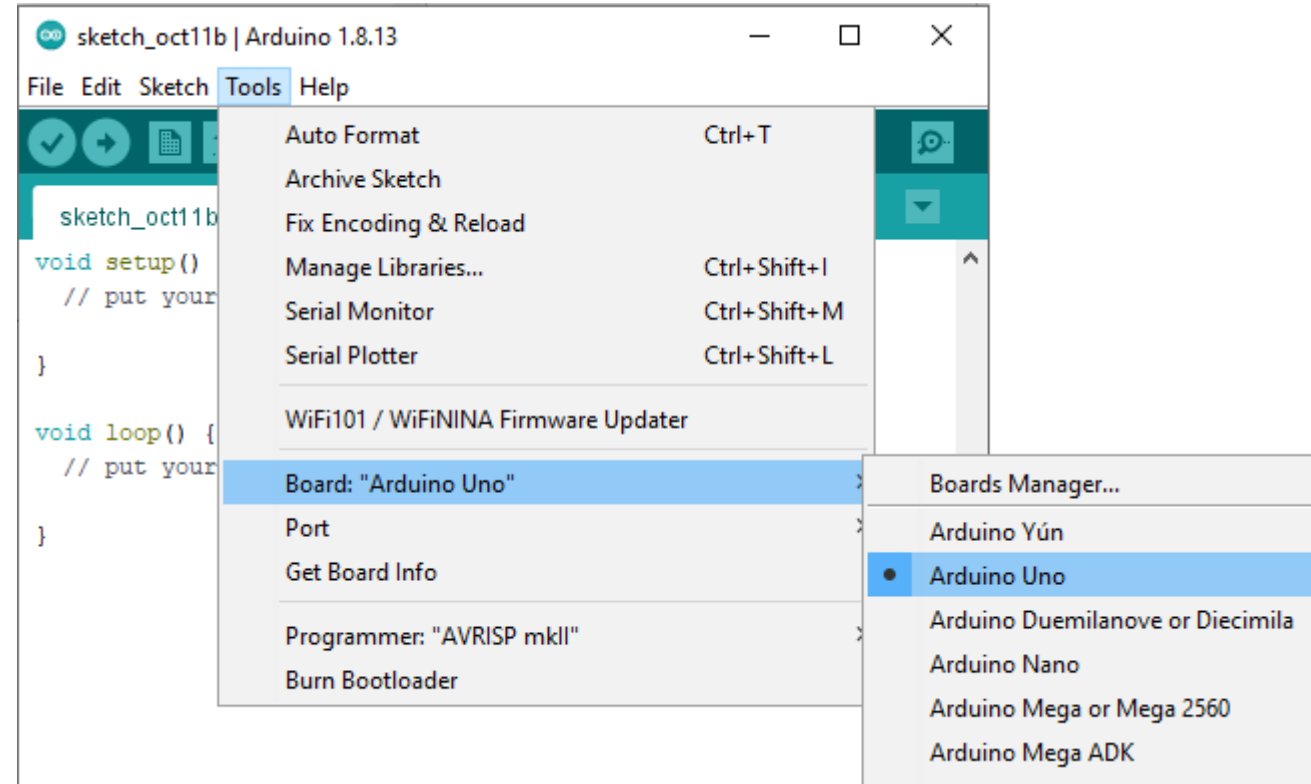 sketch_oct11b | Arduino 1.8.13
File Edit Sketch Tools Help
sketch_oct11b
void setup()
// put your
}
void loop() {
// put your
}
Auto Format Ctrl+T
Archive Sketch
Fix Encoding & Reload
Manage Libraries... Ctrl+Shift+I
Serial Monitor Ctrl+Shift+M
Serial Plotter Ctrl+Shift+L
WiFi101 / WiFiNINA Firmware Updater
Board: "Arduino Uno"
Port
Get Board Info
Programmer: "AVRISP mkII"
Burn Bootloader
Boards Manager...
Arduino Yún
Arduino Uno
Arduino Duemilanove or Diecimila
Arduino Nano
Arduino Mega or Mega 2560
Arduino Mega ADK